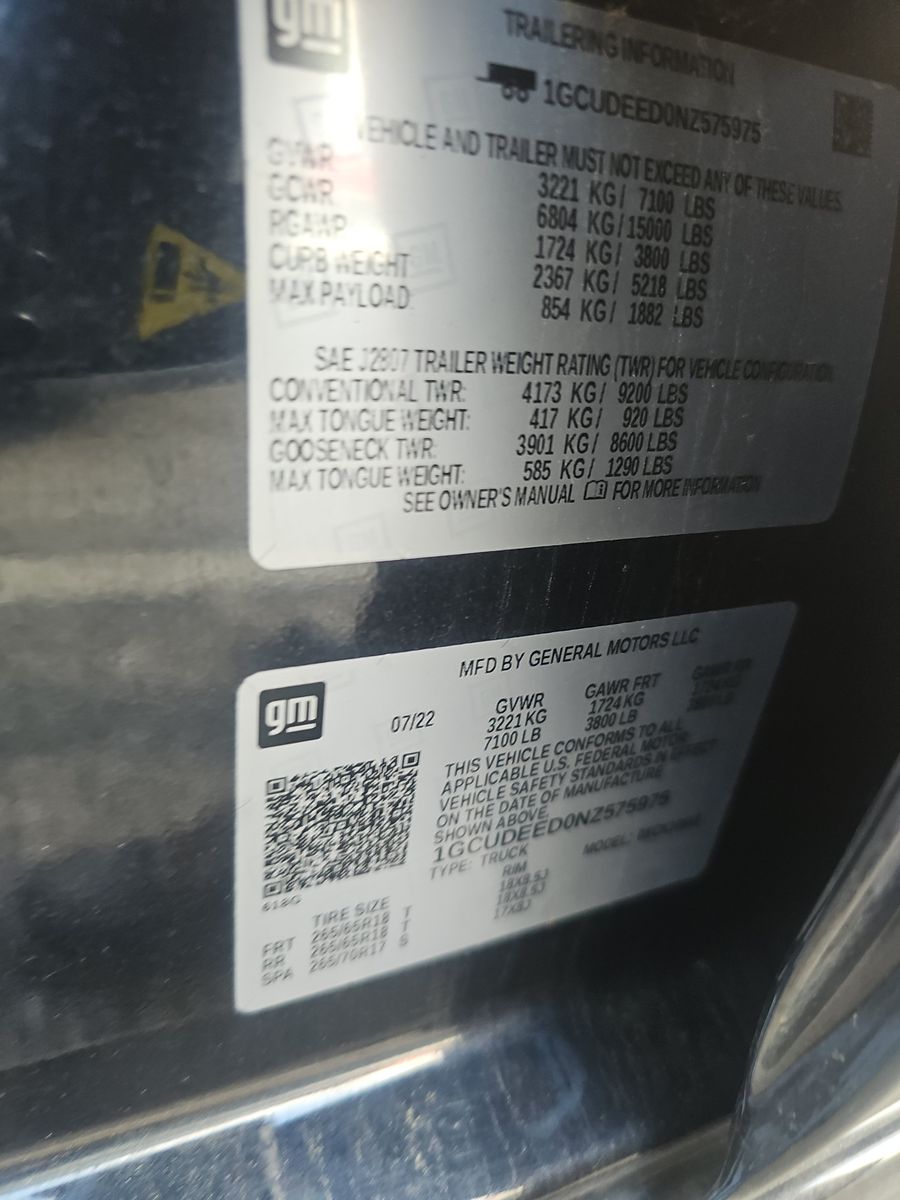 gm
TRAILERING INFORMATION
1GCUDEED0NZ575975
VEHICLE AND TRAILER MUST NOT EXCEED ANY OF THESE VALUES.
GVWR 3221 KG/ 7100 LBS
GCWR 6804 KG/15000 LBS
RGAWR 1724 KG/ 3800 LBS
CURB WEIGHT 2367 KG/ 5218 LBS
MAX PAYLOAD 854 KG/ 1882 LBS
SAE J2807 TRAILER WEIGHT RATING (TWR) FOR VEHICLE CONFIGURATION.
CONVENTIONAL TWR: 4173 KG/ 9200 LBS
MAX TONGUE WEIGHT: 417 KG/ 920 LBS
GOOSENECK TWR: 3901 KG/ 8600 LBS
MAX TONGUE WEIGHT: 585 KG/ 1290 LBS
SEE OWNER'S MANUAL FOR MORE INFORMATION
MFD BY GENERAL MOTORS LLC
gm
07/22
GVWR GAWR FRT GAWR RR
3221 KG 1724 KG 1724 KG
7100 LB 3800 LB 3800 LB
THIS VEHICLE CONFORMS TO ALL
APPLICABLE U.S. FEDERAL MOTOR
VEHICLE SAFETY STANDARDS IN EFFECT
ON THE DATE OF MANUFACTURE
SHOWN ABOVE.
1GCUDEED0NZ575975
TYPE: TRUCK MODEL:
618G
TIRE SIZE RIM
FRT 265/65R18 T 18X8.5J
RR 265/65R18 T 18X8.5J
SPA 265/70R17 S 17X8J